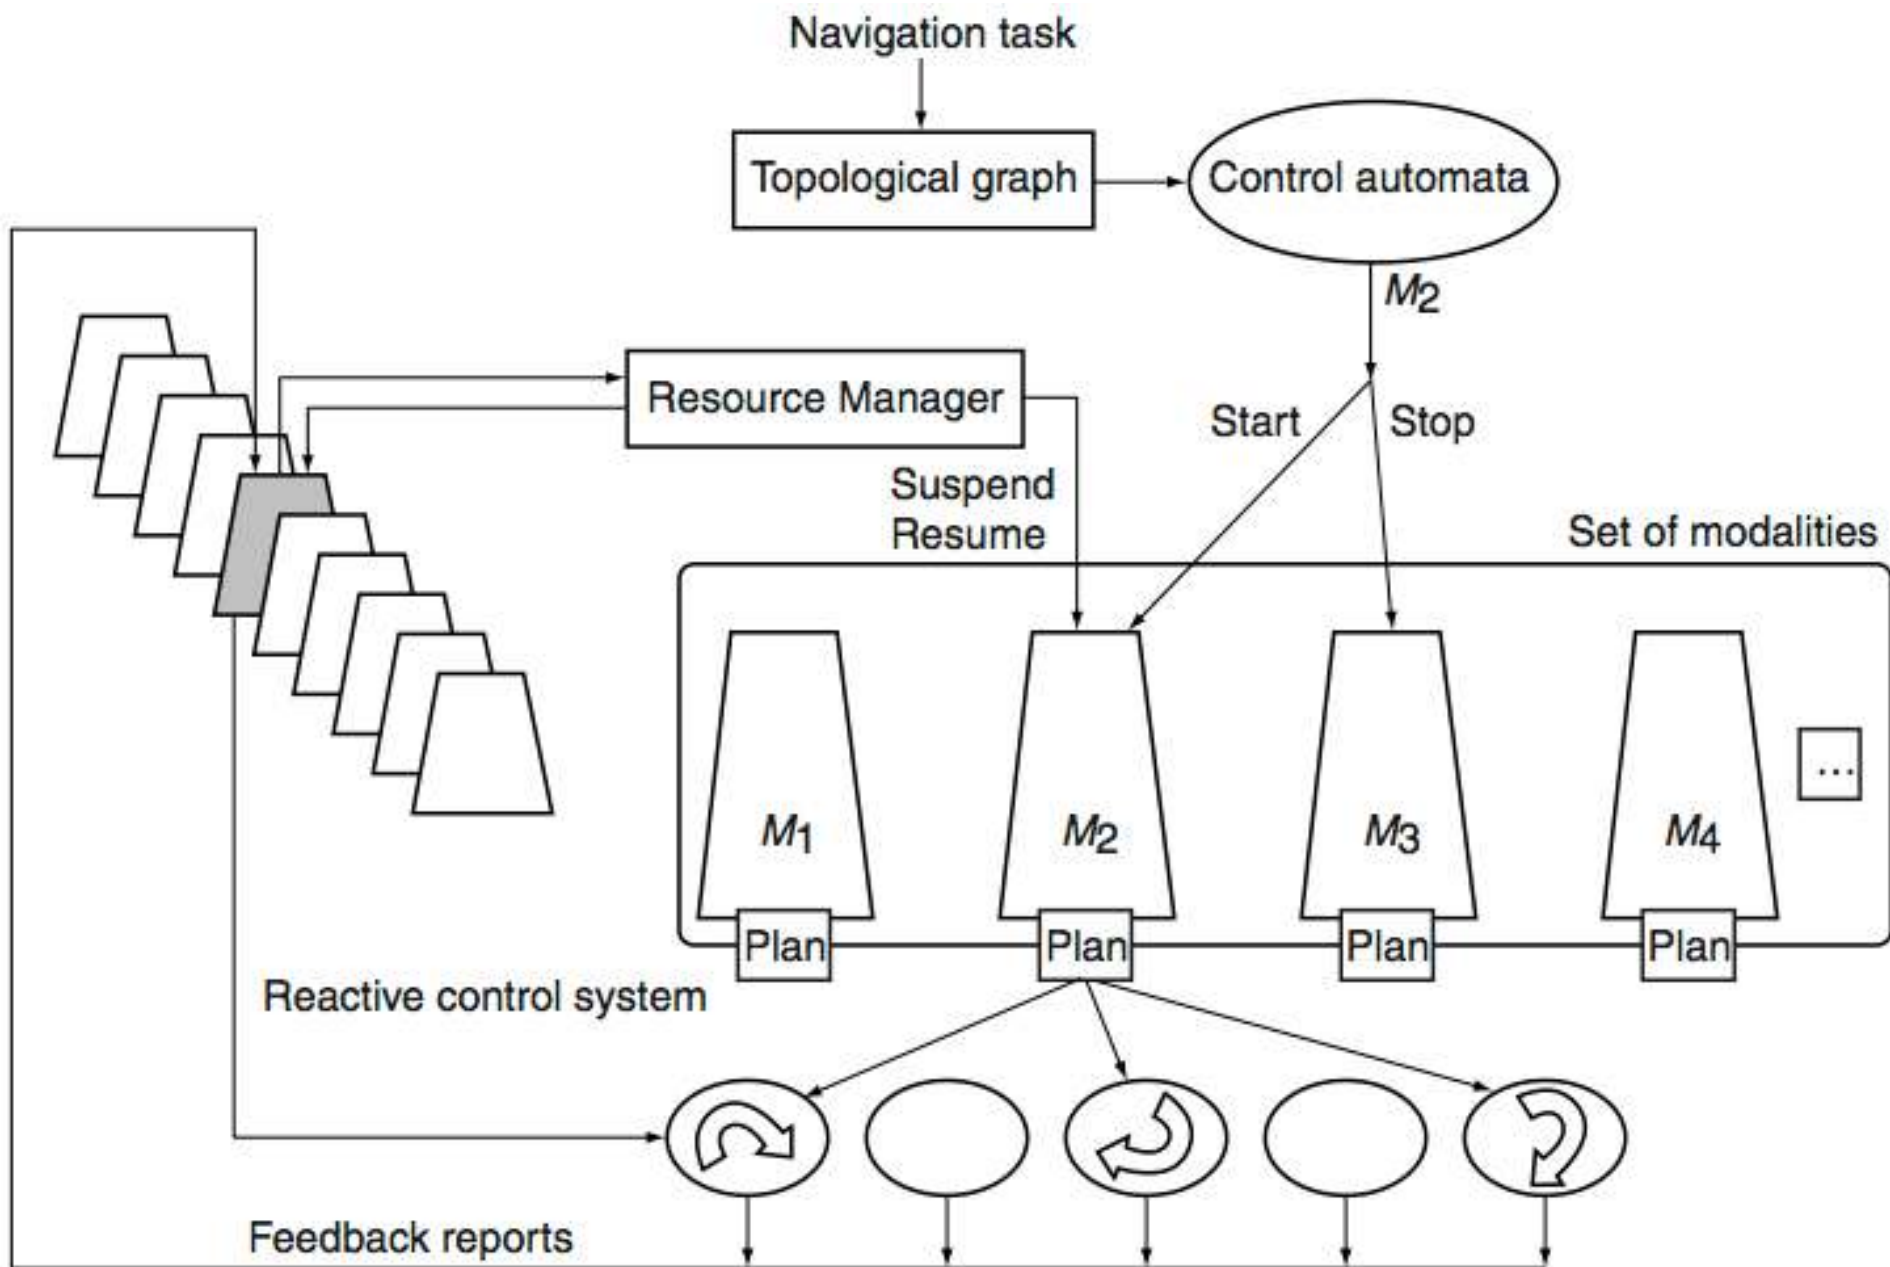 Navigation task
Topological graph
Control automata
M2
Resource Manager
Start
Stop
Suspend
Resume
Set of modalities
M1
M2
M3
M4
...
Plan
Plan
Plan
Plan
Reactive control system
Feedback reports